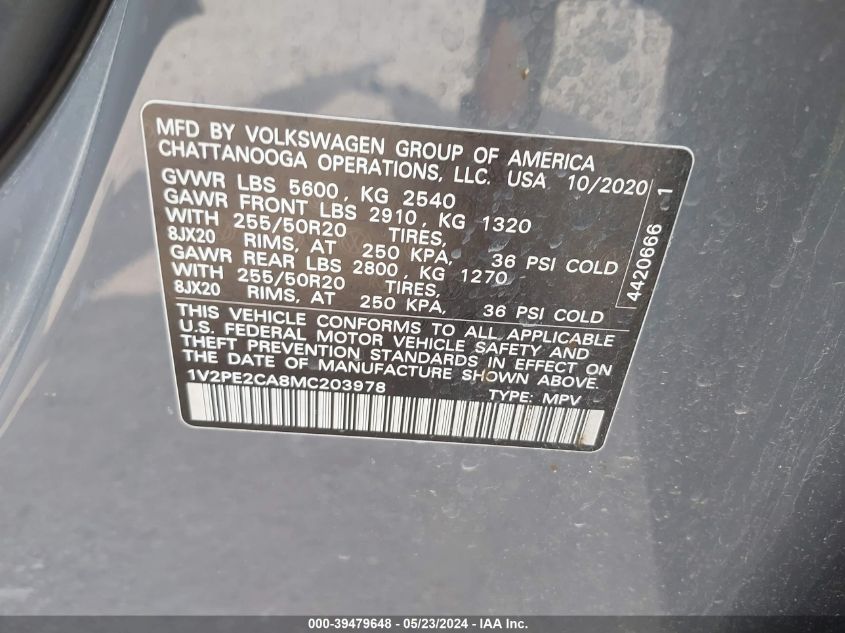 MFD BY VOLKSWAGEN GROUP OF AMERICA
CHATTANOOGA OPERATIONS, LLC. USA 10/2020
GVWR LBS 5600, KG 2540
GAWR FRONT LBS 2910, KG 1320
WITH 255/50R20 TIRES,
8JX20 RIMS, AT 250 KPA, 36 PSI COLD
GAWR REAR LBS 2800, KG 1270
WITH 255/50R20 TIRES,
8JX20 RIMS, AT 250 KPA, 36 PSI COLD
THIS VEHICLE CONFORMS TO ALL APPLICABLE
U.S. FEDERAL MOTOR VEHICLE SAFETY AND
THEFT PREVENTION STANDARDS IN EFFECT ON
THE DATE OF MANUFACTURE SHOWN ABOVE.
1V2PE2CA8MC203978 TYPE: MPV
4420666 1
000-39479648 - 05/23/2024 - IAA Inc.